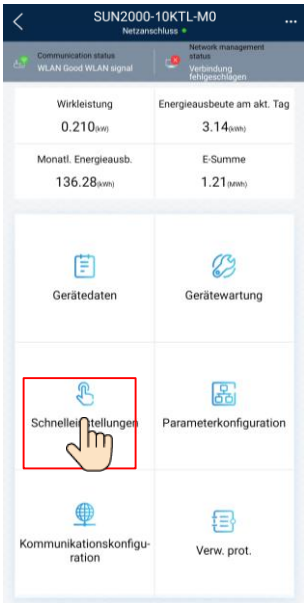 SUN2000-10KTL-M0
Netzanschluss
Communication status
WLAN Good WLAN signal
Network management
status
Verbindung
fehlgeschlagen
Wirkleistung
0.210(kW)
Energieausbeute am akt. Tag
3.14(kWh)
Monatl. Energieausb.
136.28(kWh)
E-Summe
1.21(MWh)
Gerätedaten
Gerätewartung
Schnelleinstellungen
Parameterkonfiguration
Kommunikationskonfigu-
ration
Verw. prot.